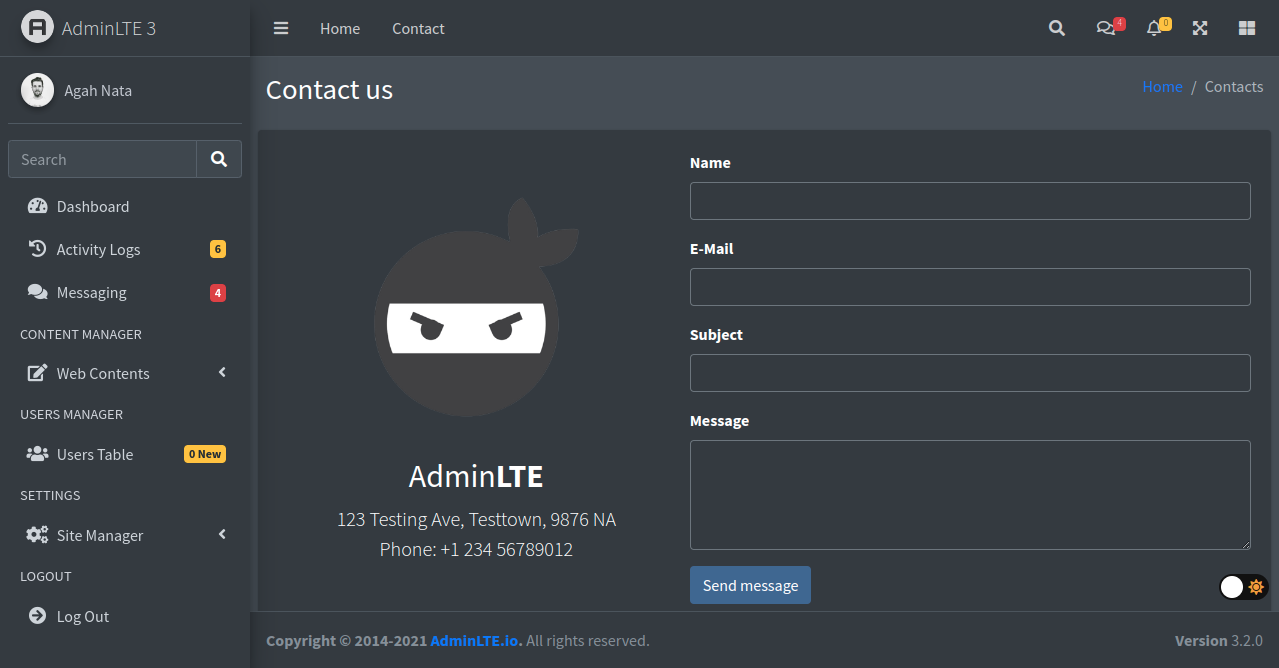 AdminLTE 3
Home
Contact
4
0
Agah Nata
Contact us
Home / Contacts
Search
Dashboard
Activity Logs 6
Messaging 4
CONTENT MANAGER
Web Contents
USERS MANAGER
Users Table 0 New
SETTINGS
Site Manager
LOGOUT
Log Out
AdminLTE
123 Testing Ave, Testtown, 9876 NA
Phone: +1 234 56789012
Name
E-Mail
Subject
Message
Send message
Copyright © 2014-2021 AdminLTE.io. All rights reserved.
Version 3.2.0